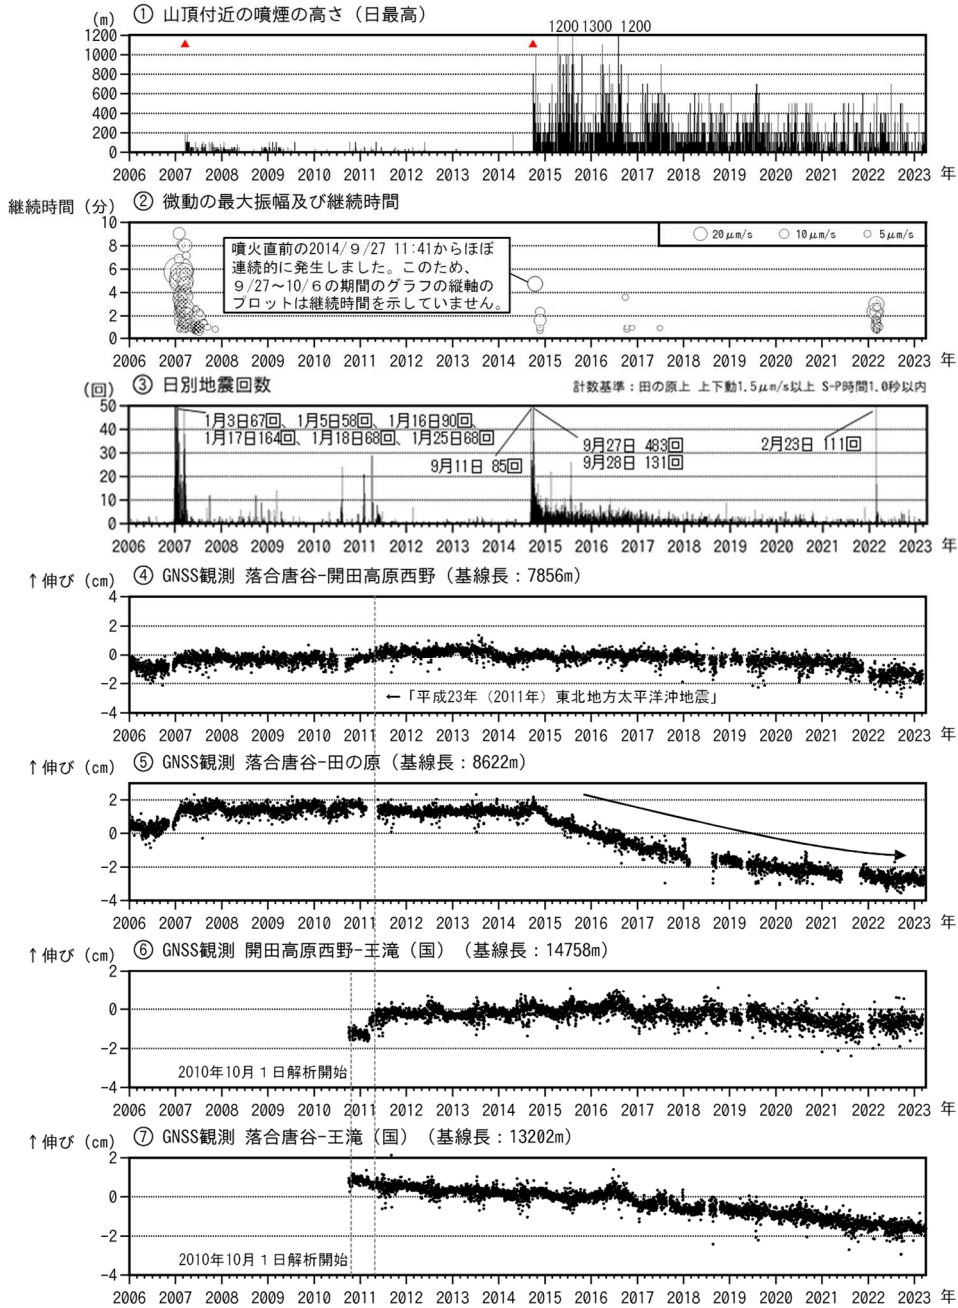 ① 山頂付近の噴煙の高さ（日最高）
(m)
1200 1300 1200
1200
1000
800
600
400
200
0
2006 2007 2008 2009 2010 2011 2012 2013 2014 2015 2016 2017 2018 2019 2020 2021 2022 2023 年
② 微動の最大振幅及び継続時間
継続時間（分）
10
8
6
4
2
0
20μm/s 10μm/s 5μm/s
噴火直前の2014/9/27 11:41からほぼ
連続的に発生しました。このため、
9/27～10/6の期間のグラフの縦軸の
プロットは継続時間を示していません。
2006 2007 2008 2009 2010 2011 2012 2013 2014 2015 2016 2017 2018 2019 2020 2021 2022 2023 年
③ 日別地震回数
(回)
計数基準：田の原上 上下動1.5μm/s以上 S-P時間1.0秒以内
50
40
30
20
10
0
1月3日67回、1月5日58回、1月16日90回、
1月17日164回、1月18日68回、1月25日68回
9月11日 85回
9月27日 483回
9月28日 131回
2月23日 111回
2006 2007 2008 2009 2010 2011 2012 2013 2014 2015 2016 2017 2018 2019 2020 2021 2022 2023 年
↑伸び（cm）
④ GNSS観測 落合唐谷-開田高原西野（基線長：7856m）
4
2
0
-2
-4
←「平成23年（2011年）東北地方太平洋沖地震」
2006 2007 2008 2009 2010 2011 2012 2013 2014 2015 2016 2017 2018 2019 2020 2021 2022 2023 年
↑伸び（cm）
⑤ GNSS観測 落合唐谷-田の原（基線長：8622m）
2
0
-2
-4
2006 2007 2008 2009 2010 2011 2012 2013 2014 2015 2016 2017 2018 2019 2020 2021 2022 2023 年
↑伸び（cm）
⑥ GNSS観測 開田高原西野-王滝（国）（基線長：14758m）
2
0
-2
-4
2010年10月1日解析開始
2006 2007 2008 2009 2010 2011 2012 2013 2014 2015 2016 2017 2018 2019 2020 2021 2022 2023 年
↑伸び（cm）
⑦ GNSS観測 落合唐谷-王滝（国）（基線長：13202m）
2
0
-2
-4
2010年10月1日解析開始
2006 2007 2008 2009 2010 2011 2012 2013 2014 2015 2016 2017 2018 2019 2020 2021 2022 2023 年